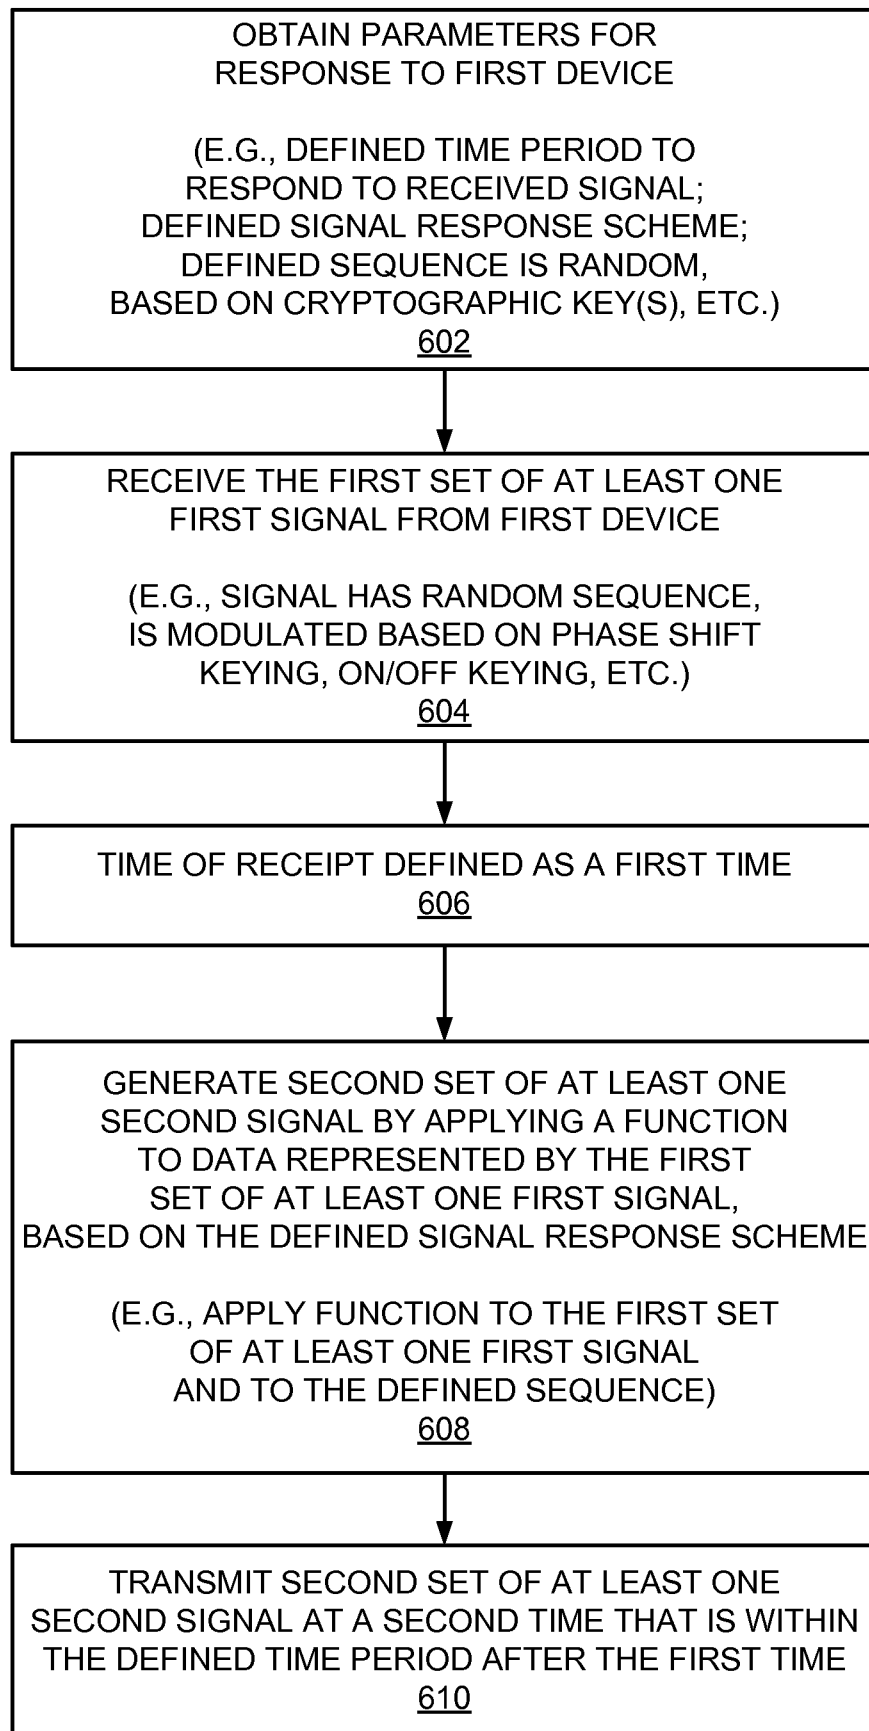 OBTAIN PARAMETERS FOR
RESPONSE TO FIRST DEVICE
(E.G., DEFINED TIME PERIOD TO
RESPOND TO RECEIVED SIGNAL;
DEFINED SIGNAL RESPONSE SCHEME;
DEFINED SEQUENCE IS RANDOM,
BASED ON CRYPTOGRAPHIC KEY(S), ETC.)
602
RECEIVE THE FIRST SET OF AT LEAST ONE
FIRST SIGNAL FROM FIRST DEVICE
(E.G., SIGNAL HAS RANDOM SEQUENCE,
IS MODULATED BASED ON PHASE SHIFT
KEYING, ON/OFF KEYING, ETC.)
604
TIME OF RECEIPT DEFINED AS A FIRST TIME
606
GENERATE SECOND SET OF AT LEAST ONE
SECOND SIGNAL BY APPLYING A FUNCTION
TO DATA REPRESENTED BY THE FIRST
SET OF AT LEAST ONE FIRST SIGNAL,
BASED ON THE DEFINED SIGNAL RESPONSE SCHEME
(E.G., APPLY FUNCTION TO THE FIRST SET
OF AT LEAST ONE FIRST SIGNAL
AND TO THE DEFINED SEQUENCE)
608
TRANSMIT SECOND SET OF AT LEAST ONE
SECOND SIGNAL AT A SECOND TIME THAT IS WITHIN
THE DEFINED TIME PERIOD AFTER THE FIRST TIME
610